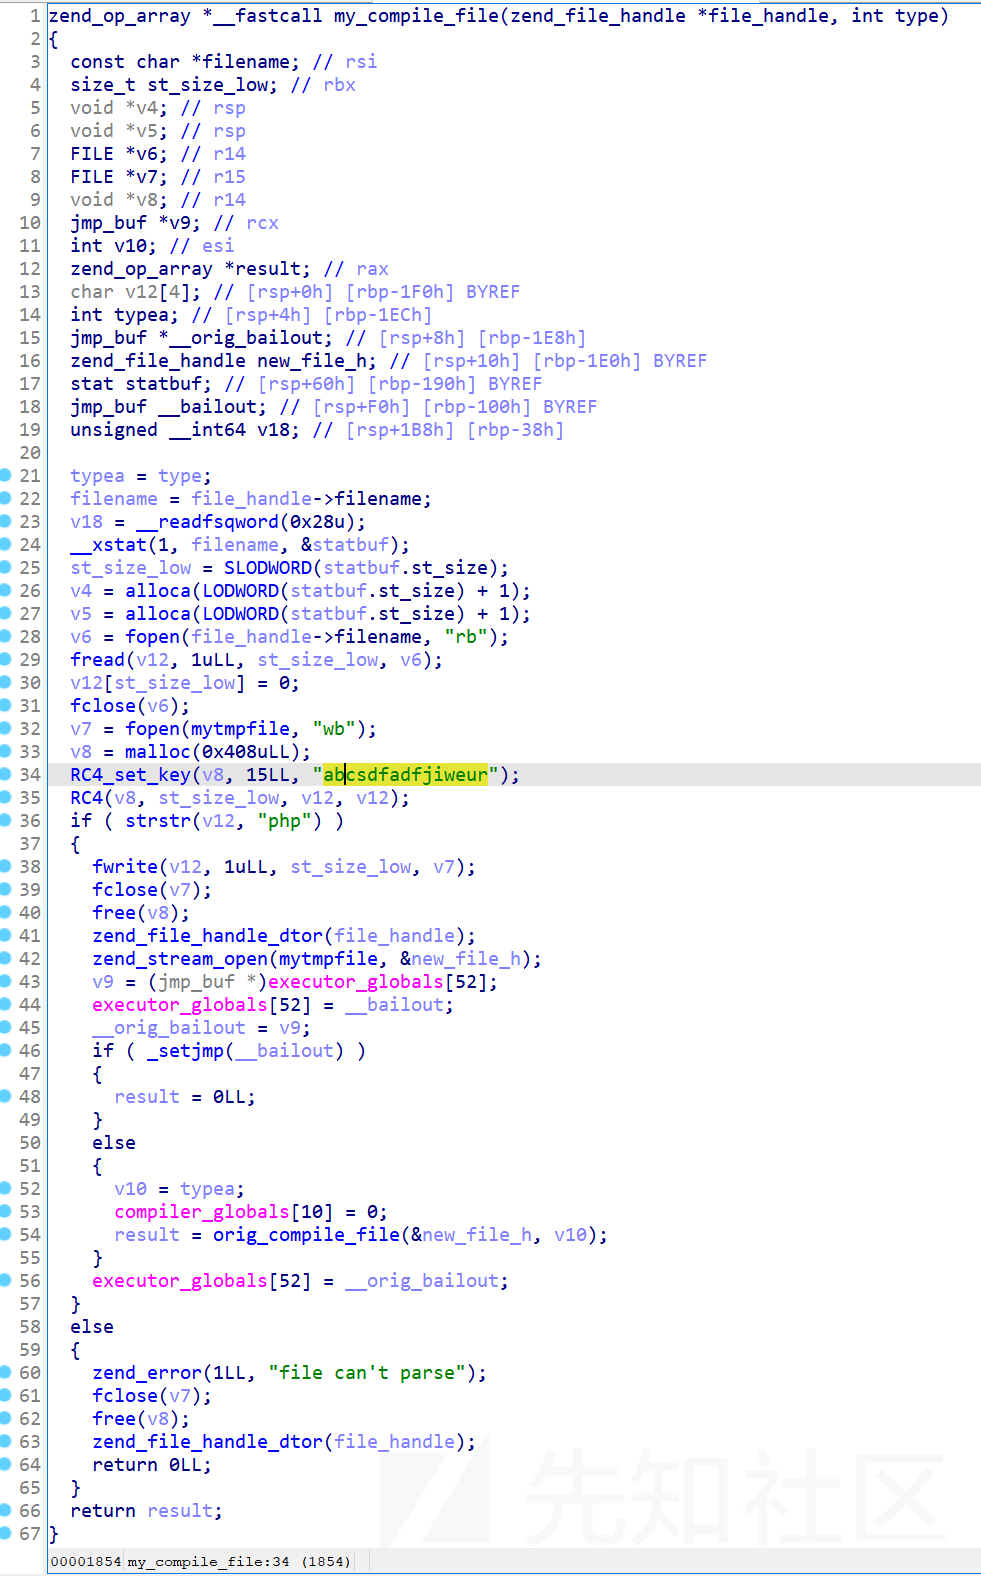 1 zend_op_array *__fastcall my_compile_file(zend_file_handle *file_handle, int type)
2 {
3   const char *filename; // rsi
4   size_t st_size_low; // rbx
5   void *v4; // rsp
6   void *v5; // rsp
7   FILE *v6; // r14
8   FILE *v7; // r15
9   void *v8; // r14
10   jmp_buf *v9; // rcx
11   int v10; // esi
12   zend_op_array *result; // rax
13   char v12[4]; // [rsp+0h] [rbp-1F0h] BYREF
14   int typea; // [rsp+4h] [rbp-1ECh]
15   jmp_buf *__orig_bailout; // [rsp+8h] [rbp-1E8h]
16   zend_file_handle new_file_h; // [rsp+10h] [rbp-1E0h] BYREF
17   stat statbuf; // [rsp+60h] [rbp-190h] BYREF
18   jmp_buf __bailout; // [rsp+F0h] [rbp-100h] BYREF
19   unsigned __int64 v18; // [rsp+1B8h] [rbp-38h]
20
21   typea = type;
22   filename = file_handle->filename;
23   v18 = __readfsqword(0x28u);
24   __xstat(1, filename, &statbuf);
25   st_size_low = SLODWORD(statbuf.st_size);
26   v4 = alloca(LODWORD(statbuf.st_size) + 1);
27   v5 = alloca(LODWORD(statbuf.st_size) + 1);
28   v6 = fopen(file_handle->filename, "rb");
29   fread(v12, 1uLL, st_size_low, v6);
30   v12[st_size_low] = 0;
31   fclose(v6);
32   v7 = fopen(mytmpfile, "wb");
33   v8 = malloc(0x408uLL);
34   RC4_set_key(v8, 15LL, "abcsdfadfjiweur");
35   RC4(v8, st_size_low, v12, v12);
36   if ( strstr(v12, "php") )
37   {
38     fwrite(v12, 1uLL, st_size_low, v7);
39     fclose(v7);
40     free(v8);
41     zend_file_handle_dtor(file_handle);
42     zend_stream_open(mytmpfile, &new_file_h);
43     v9 = (jmp_buf *)executor_globals[52];
44     executor_globals[52] = __bailout;
45     __orig_bailout = v9;
46     if ( _setjmp(__bailout) )
47     {
48       result = 0LL;
49     }
50     else
51     {
52       v10 = typea;
53       compiler_globals[10] = 0;
54       result = orig_compile_file(&new_file_h, v10);
55     }
56     executor_globals[52] = __orig_bailout;
57   }
58   else
59   {
60     zend_error(1LL, "file can't parse");
61     fclose(v7);
62     free(v8);
63     zend_file_handle_dtor(file_handle);
64     return 0LL;
65   }
66   return result;
67 }
先知社区
00001854 my_compile_file:34 (1854)